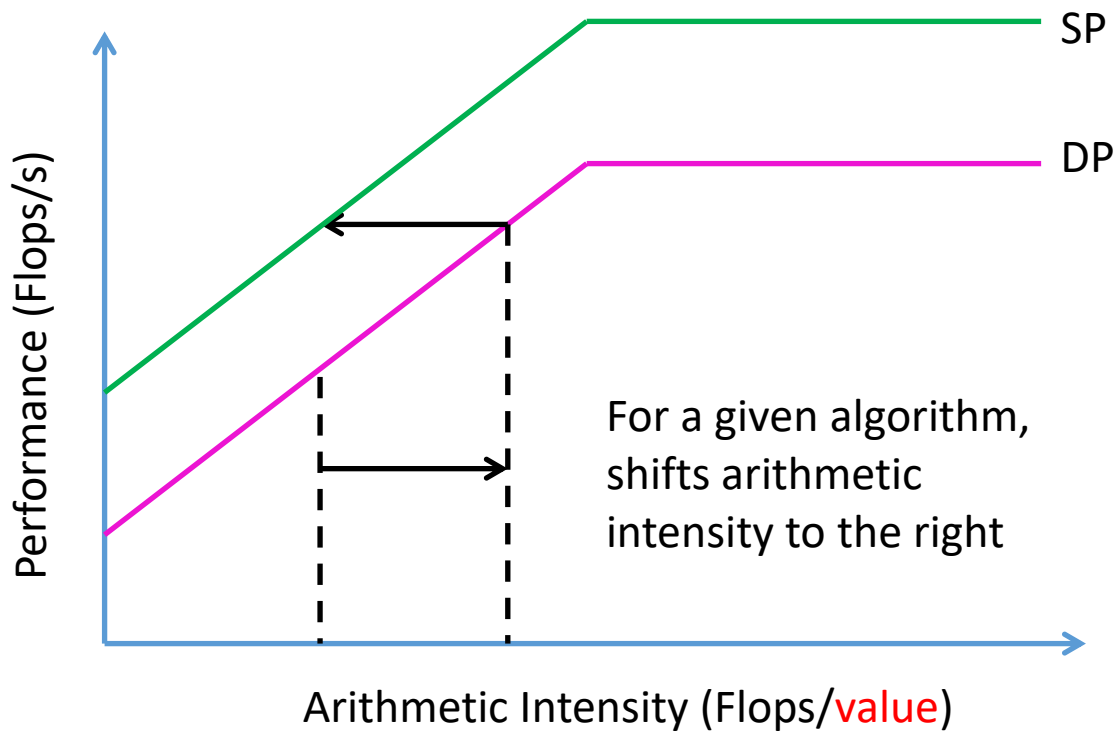 SP
DP
Performance (Flops/s)
For a given algorithm,
shifts arithmetic
intensity to the right
Arithmetic Intensity (Flops/value)